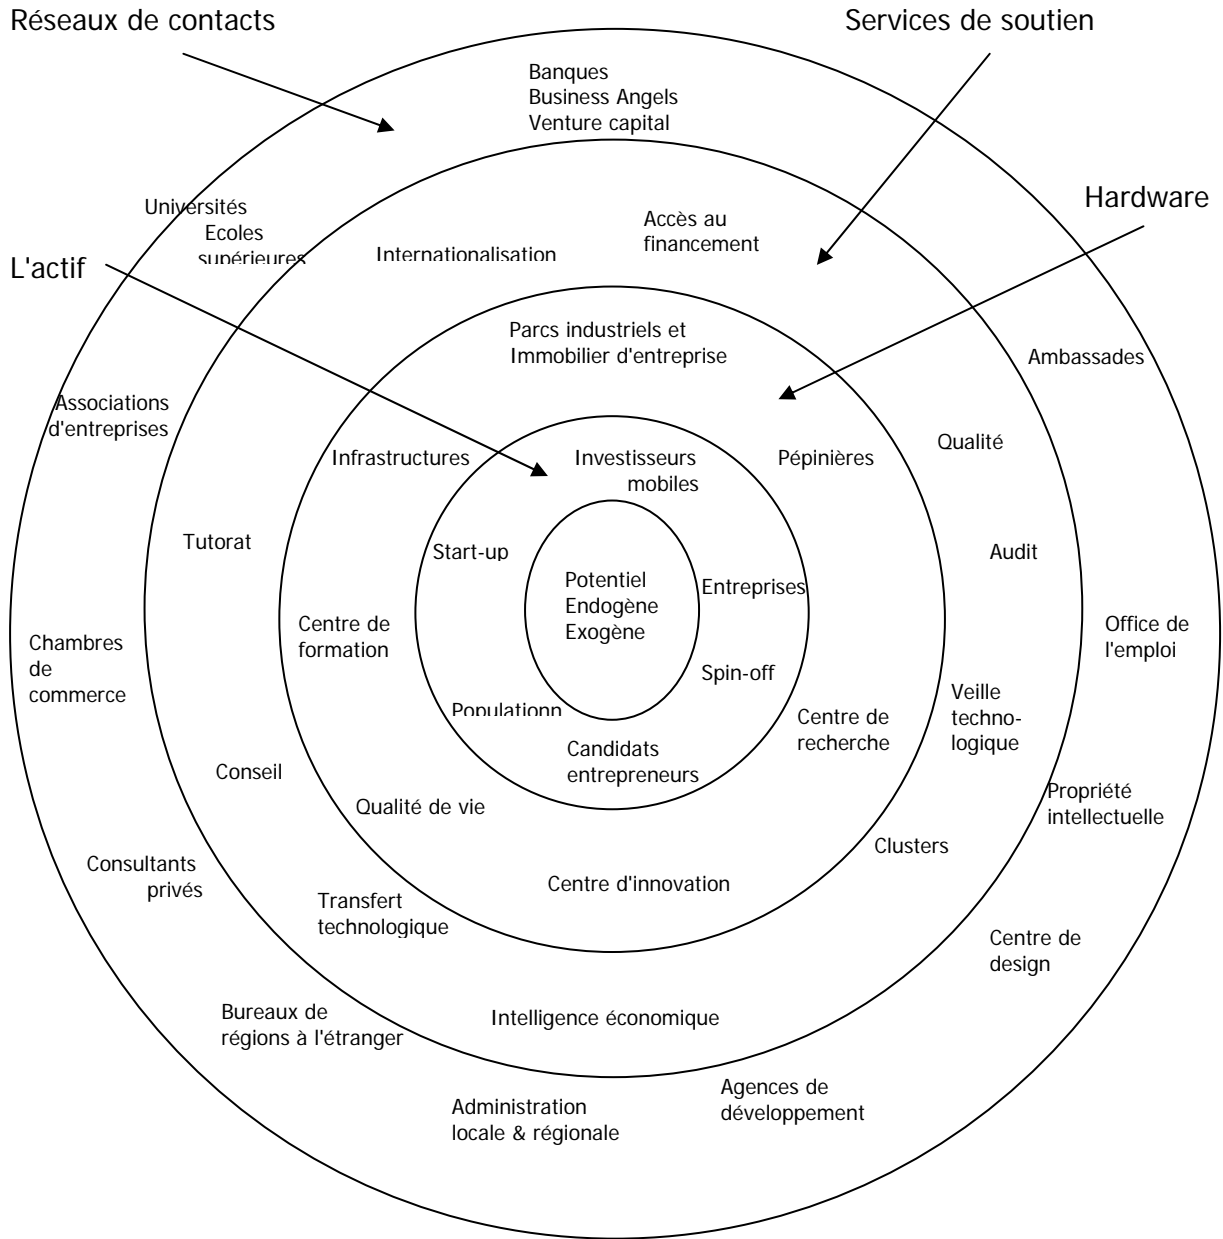 Réseaux de contacts
Services de soutien
Banques
Business Angels
Venture capital
Hardware
Universités
Ecoles
supérieures
Accès au
financement
Internationalisation
L'actif
Parcs industriels et
Immobilier d'entreprise
Ambassades
Associations
d'entreprises
Qualité
Infrastructures
Investisseurs
mobiles
Pépinières
Tutorat
Start-up
Audit
Potentiel
Endogène
Exogène
Entreprises
Centre de
formation
Office de
l'emploi
Chambres
de
commerce
Spin-off
Veille
techno-
logique
Populationn
Centre de
recherche
Candidats
entrepreneurs
Conseil
Qualité de vie
Propriété
intellectuelle
Clusters
Consultants
privés
Centre d'innovation
Transfert
technologique
Centre de
design
Bureaux de
régions à l'étranger
Intelligence économique
Agences de
développement
Administration
locale & régionale